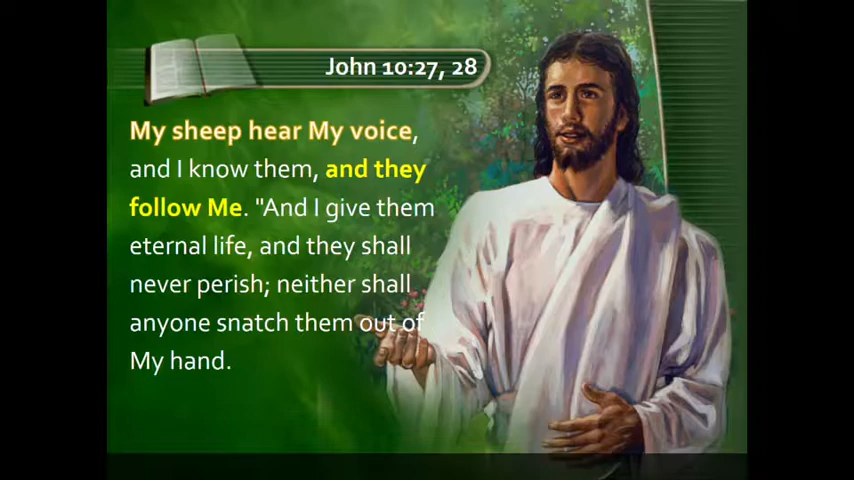 John 10:27, 28
My sheep hear My voice,
and I know them, and they
follow Me. "And I give them
eternal life, and they shall
never perish; neither shall
anyone snatch them out of
My hand.